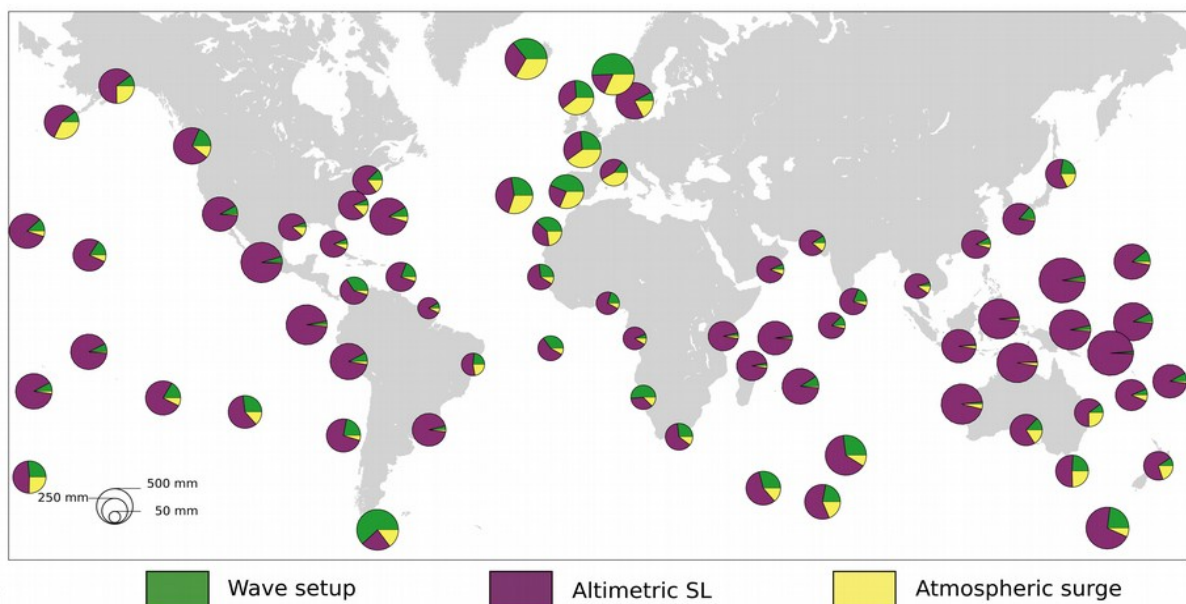 500 mm
250 mm
50 mm
Wave setup
Altimetric SL
Atmospheric surge